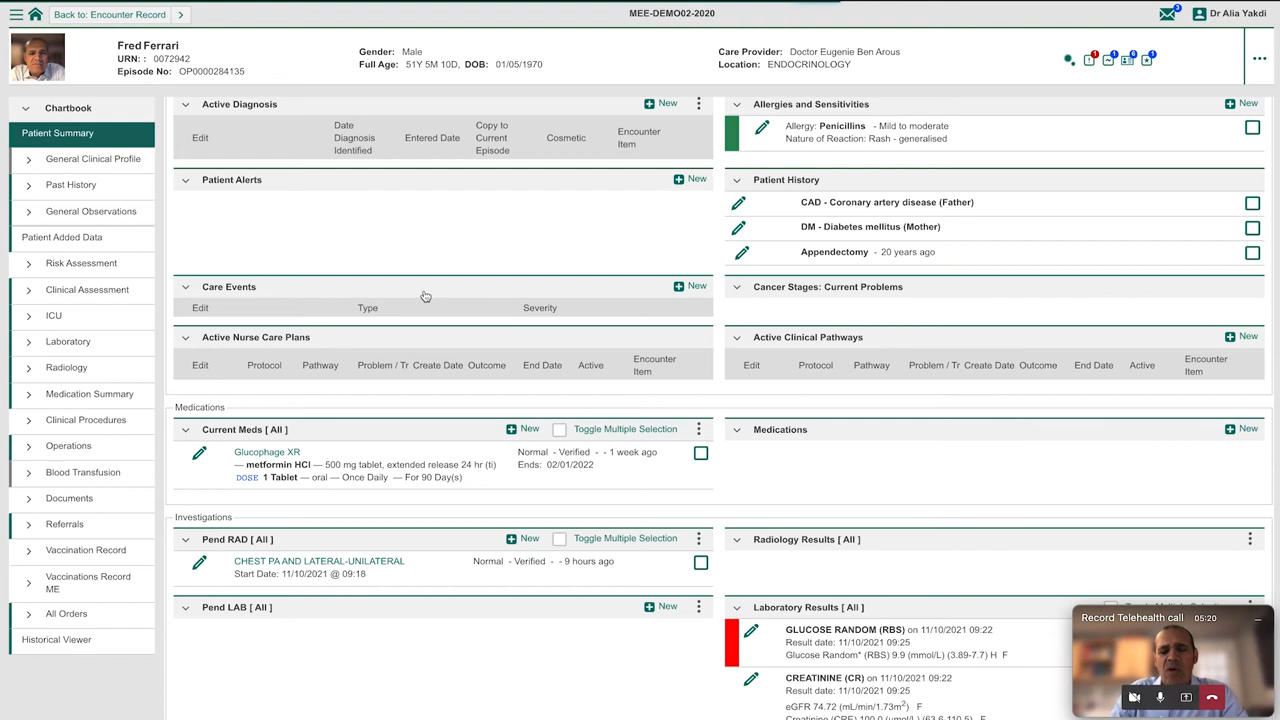 Back to: Encounter Record
MEE-DEMO02-2020
3
Dr Alia Yakdi
Fred Ferrari
URN: : 0072942
Episode No: OP0000284135
Gender: Male
Full Age: 51Y 5M 10D, DOB: 01/05/1970
Care Provider: Doctor Eugenie Ben Arous
Location: ENDOCRINOLOGY
1 1 6 1
Chartbook
Patient Summary
General Clinical Profile
Past History
General Observations
Patient Added Data
Risk Assessment
Clinical Assessment
ICU
Laboratory
Radiology
Medication Summary
Clinical Procedures
Operations
Blood Transfusion
Documents
Referrals
Vaccination Record
Vaccinations Record
ME
All Orders
Historical Viewer
Active Diagnosis
New
Edit
Date Diagnosis Identified
Entered Date
Copy to Current Episode
Cosmetic
Encounter Item
Patient Alerts
New
Care Events
New
Edit Type Severity
Active Nurse Care Plans
Edit Protocol Pathway Problem / Tr Create Date Outcome End Date Active Encounter Item
Allergies and Sensitivities
New
Allergy: Penicillins - Mild to moderate
Nature of Reaction: Rash - generalised
Patient History
CAD - Coronary artery disease (Father)
DM - Diabetes mellitus (Mother)
Appendectomy - 20 years ago
Cancer Stages: Current Problems
Active Clinical Pathways
New
Edit Protocol Pathway Problem / Tr Create Date Outcome End Date Active Encounter Item
Medications
Current Meds [ All ]
New
Toggle Multiple Selection
Glucophage XR
— metformin HCl — 500 mg tablet, extended release 24 hr (ti)
DOSE 1 Tablet — oral — Once Daily — For 90 Day(s)
Normal - Verified - - 1 week ago
Ends: 02/01/2022
Medications
New
Investigations
Pend RAD [ All ]
New
Toggle Multiple Selection
CHEST PA AND LATERAL-UNILATERAL
Start Date: 11/10/2021 @ 09:18
Normal - Verified - - 9 hours ago
Pend LAB [ All ]
New
Radiology Results [ All ]
Laboratory Results [ All ]
GLUCOSE RANDOM (RBS) on 11/10/2021 09:22
Result date: 11/10/2021 09:25
Glucose Random* (RBS) 9.9 (mmol/L) (3.89-7.7) H F
CREATININE (CR) on 11/10/2021 09:22
Result date: 11/10/2021 09:25
eGFR 74.72 (mL/min/1.73m²) F
Creatinine (CRE) 100.0 (umol/L) (63.6-110.5) F
Record Telehealth call 05:20